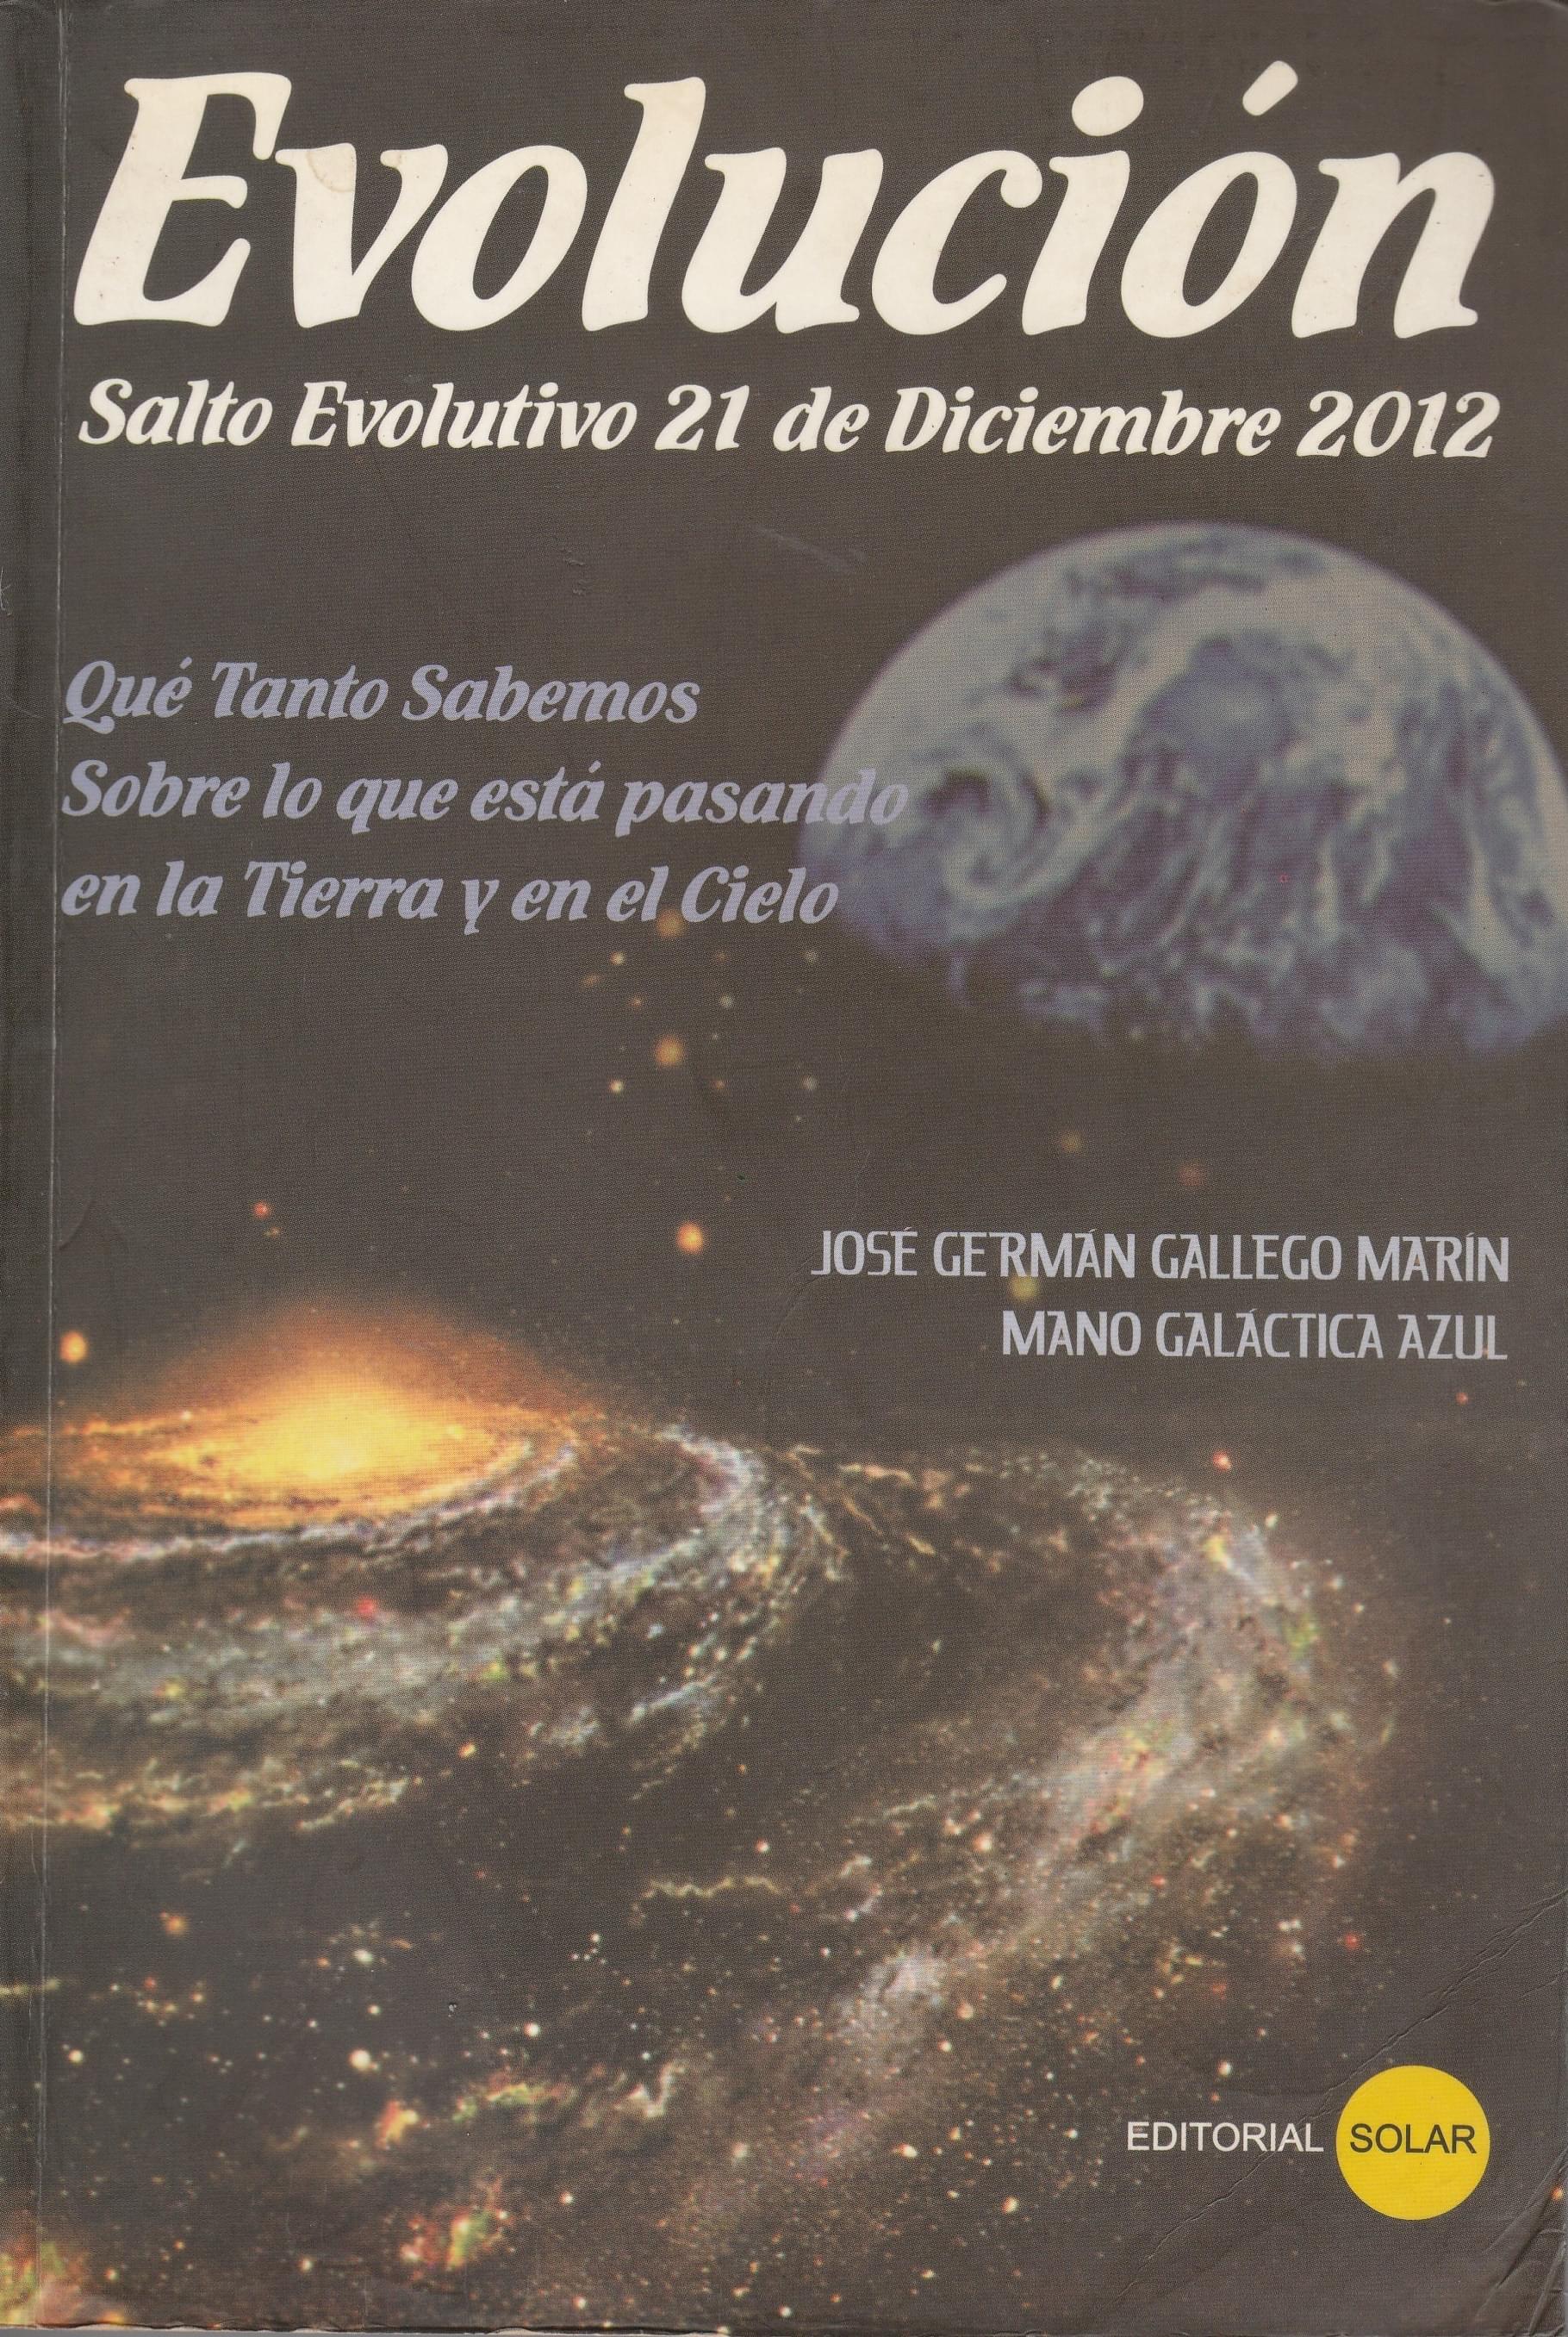 Evolución
Salto Evolutivo 21 de Diciembre 2012
Qué Tanto Sabemos
Sobre lo que está pasando
en la Tierra y en el Cielo
JOSÉ GERMÁN GALLEGO MARÍN
MANO GALÁCTICA AZUL
EDITORIAL SOLAR